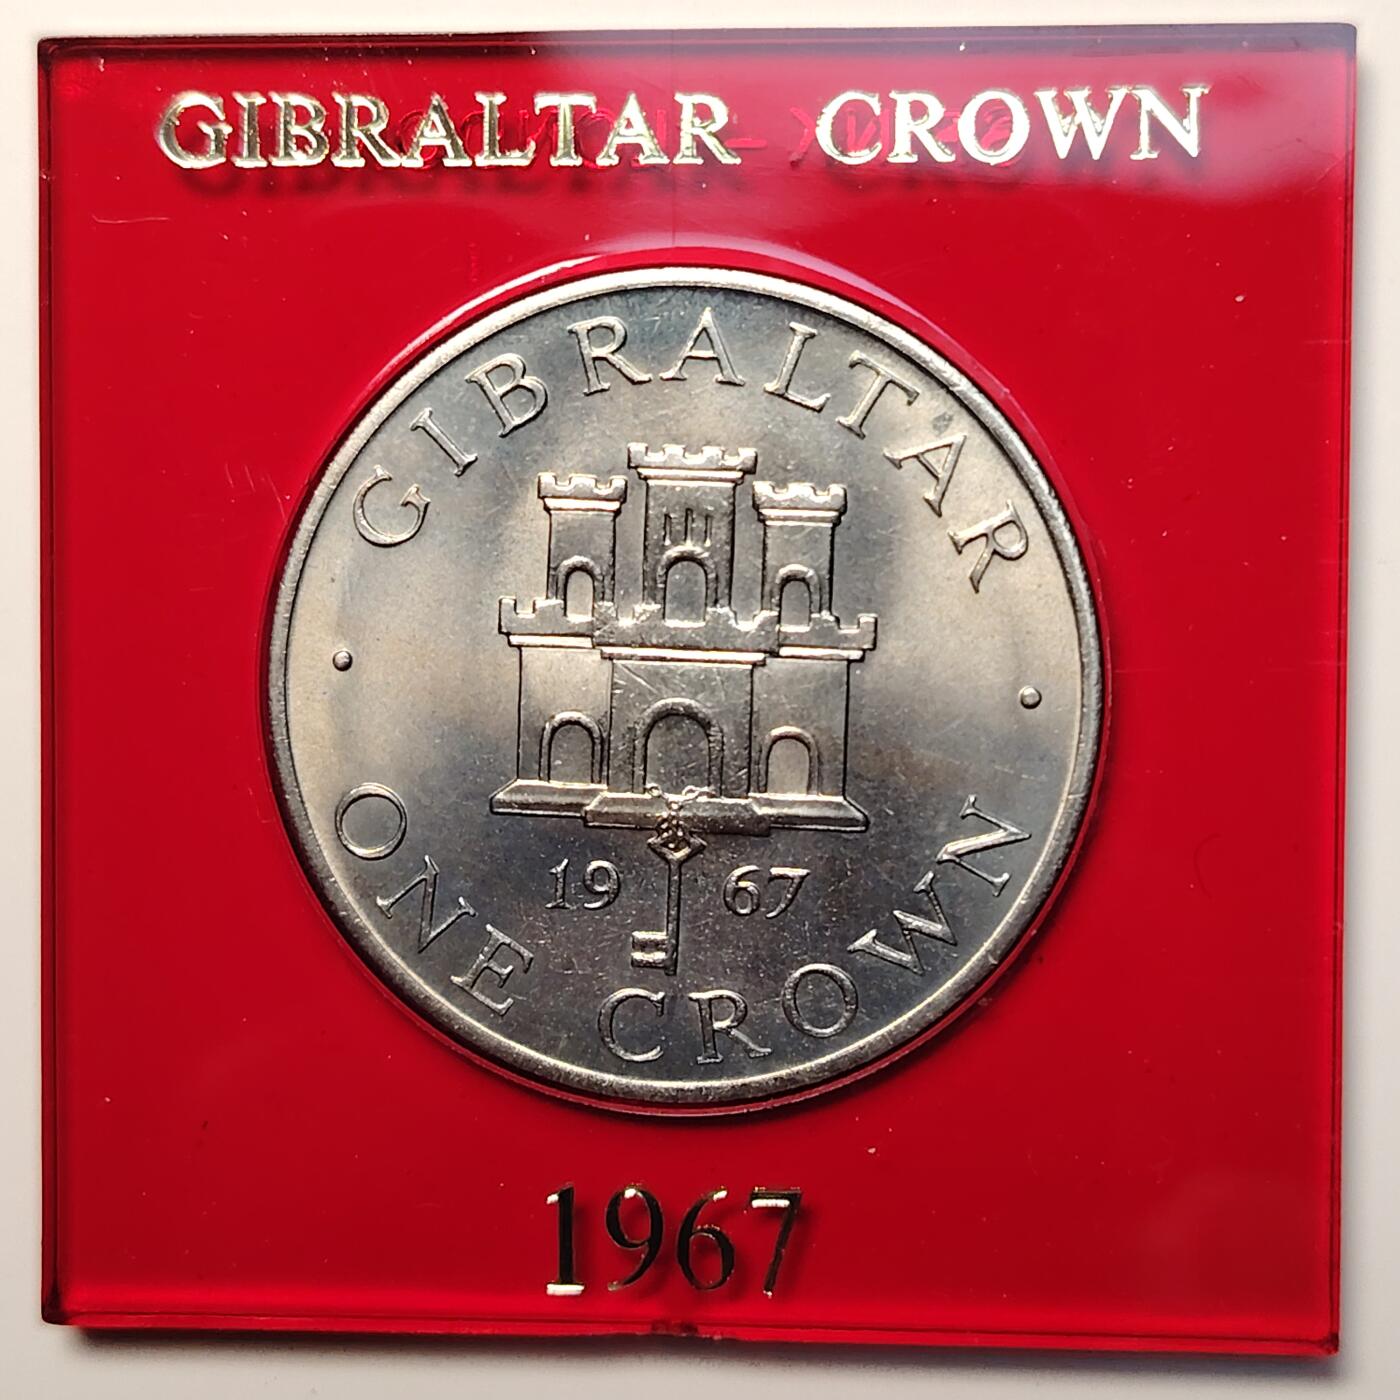 GIBRALTAR CROWN
GIBRALTAR
19 67
ONE CROWN
1967